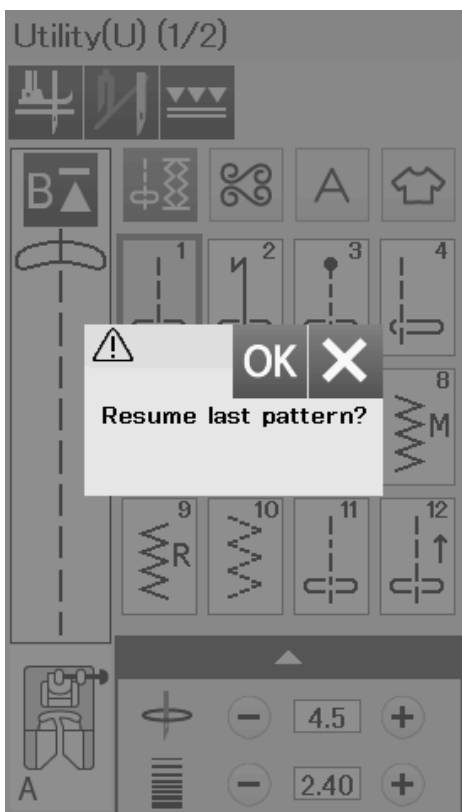 Utility(U) (1/2)
B
A
1 2 3 4
OK
Resume last pattern?
8
M
9 10 11 12
R
4.5
2.40
A